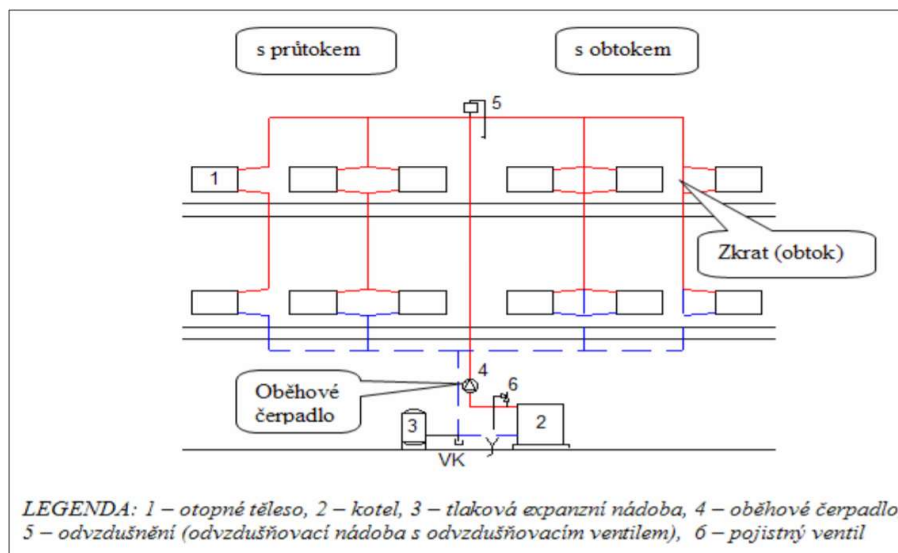 s průtokem
s obtokem
5
1
Zkrat (obtok)
4
Oběhové
čerpadlo
6
3
2
VK
LEGENDA: 1 – otopné těleso, 2 – kotel, 3 – tlaková expanzní nádoba, 4 – oběhové čerpadlo
5 – odvzdušnění (odvzdušňovací nádoba s odvzdušňovacím ventilem), 6 – pojistný ventil